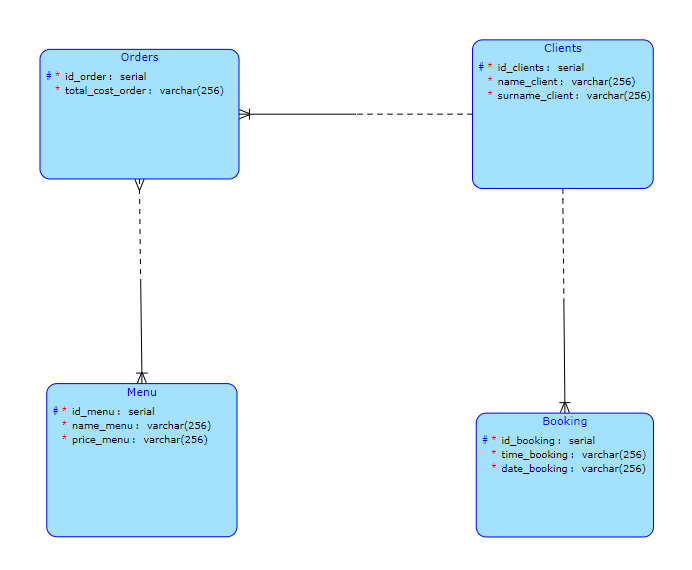 Orders
# * id_order : serial
* total_cost_order : varchar(256)
Clients
# * id_clients : serial
* name_client : varchar(256)
* surname_client : varchar(256)
Menu
# * id_menu : serial
* name_menu : varchar(256)
* price_menu : varchar(256)
Booking
# * id_booking : serial
* time_booking : varchar(256)
* date_booking : varchar(256)